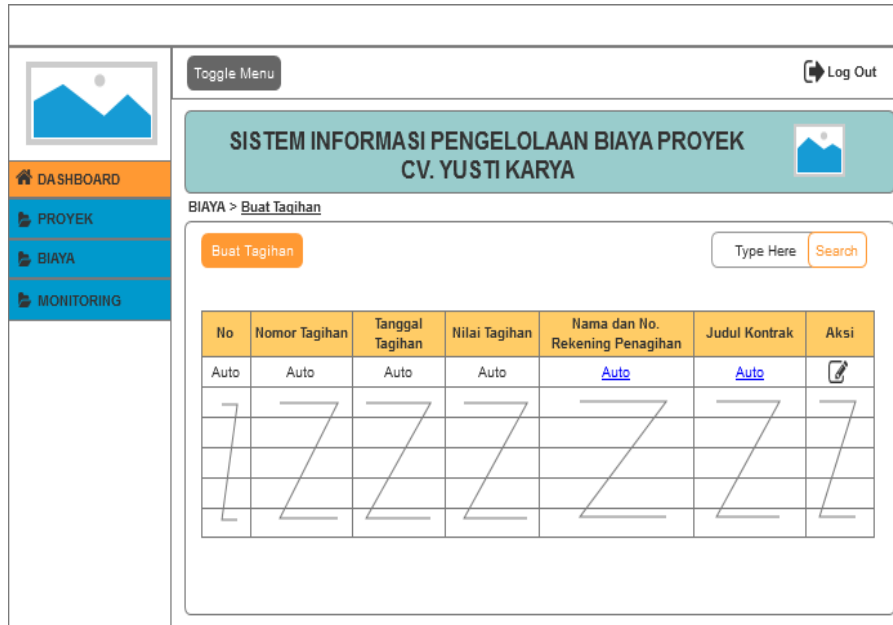 Toggle Menu
Log Out
SISTEM INFORMASI PENGELOLAAN BIAYA PROYEK
CV. YUSTI KARYA
DASHBOARD
PROYEK
BIAYA
MONITORING
BIAYA > Buat Tagihan
Buat Tagihan
Type Here Search
No Nomor Tagihan Tanggal Tagihan Nilai Tagihan Nama dan No. Rekening Penagihan Judul Kontrak Aksi
Auto Auto Auto Auto Auto Auto